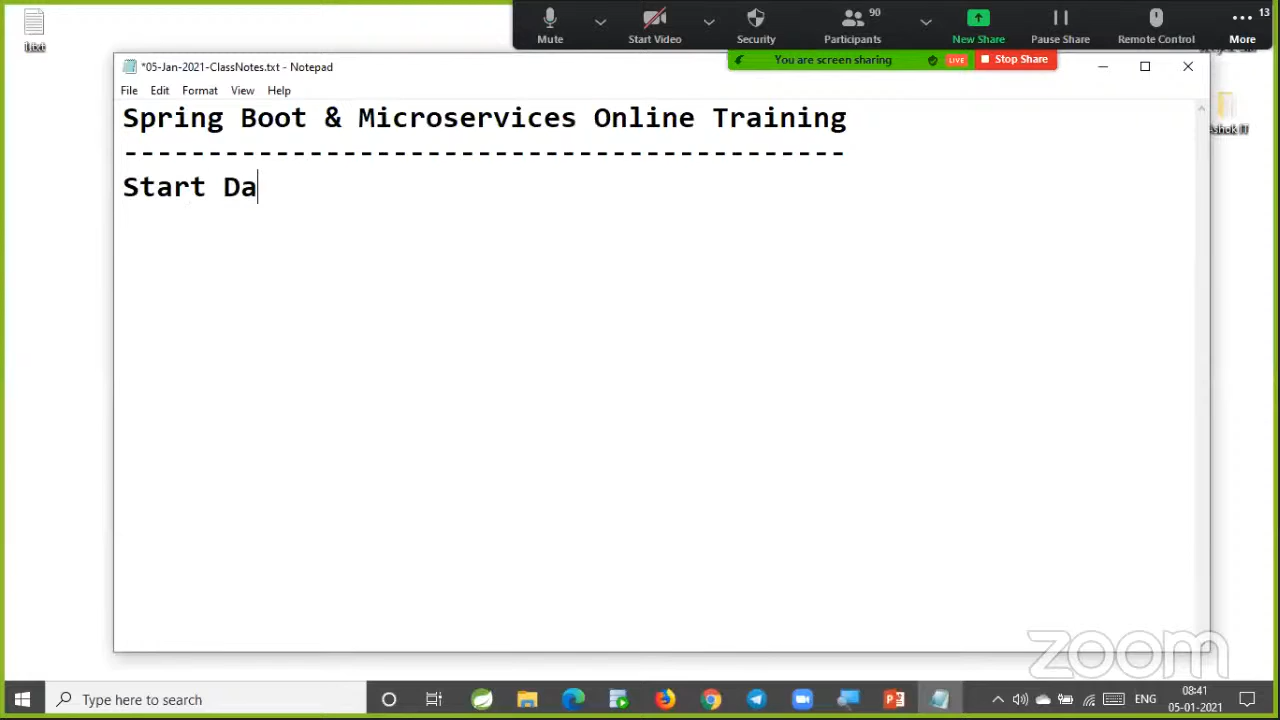 13
90
Mute
Start Video
Security
Participants
New Share
Pause Share
Remote Control
More
You are screen sharing
LIVE
Stop Share
*05-Jan-2021-ClassNotes.txt - Notepad
File Edit Format View Help
Spring Boot & Microservices Online Training
-------------------------------------------
Start Da
zoom
Type here to search
ENG
08:41
05-01-2021